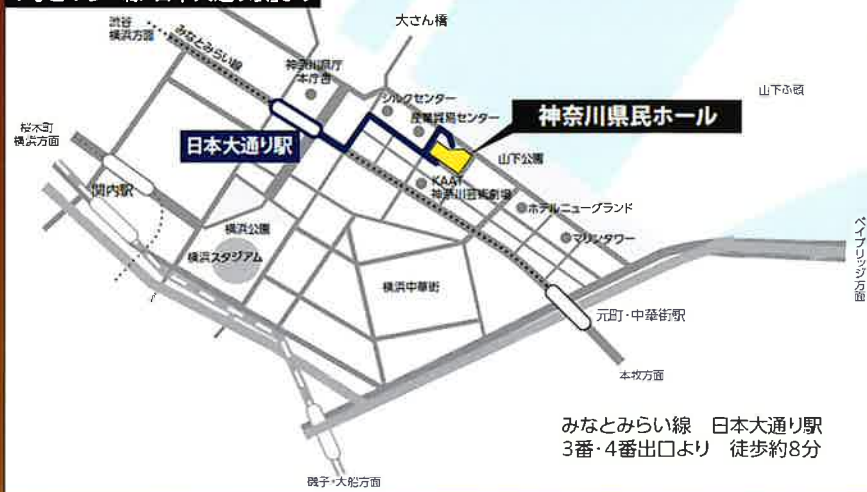 渋谷
横浜方面
みなとみらい線
大さん橋
神奈川県庁
本庁舎
シルクセンター
産業貿易センター
神奈川県民ホール
山下ふ頭
桜木町
横浜方面
日本大通り駅
山下公園
KAAT
神奈川芸術劇場
関内駅
ホテルニューグランド
横浜公園
マリンタワー
横浜スタジアム
ベイブリッジ方面
横浜中華街
元町・中華街駅
本牧方面
みなとみらい線　日本大通り駅
3番・4番出口より　徒歩約8分
磯子・大船方面